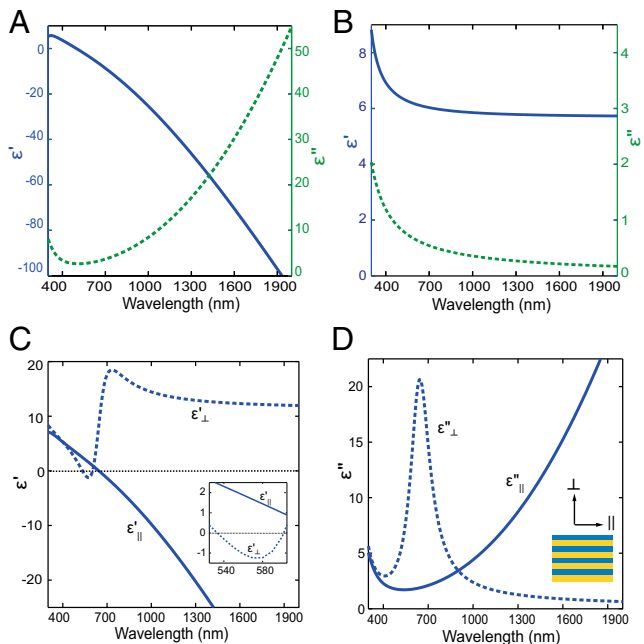 A
0
-20
-40
-60
-80
-100
ε'
50
40
30
20
10
0
ε"
400 700 1000 1300 1600 1900
Wavelength (nm)
B
8
6
4
2
0
ε'
4
3
2
1
0
ε"
400 700 1000 1300 1600 1900
Wavelength (nm)
C
20
10
0
-10
-20
ε'
ε'⊥
ε'||
2
1
0
-1
ε'||
ε'⊥
540 580
400 700 1000 1300 1600 1900
Wavelength (nm)
D
20
15
10
5
0
ε"
ε"⊥
ε"||
⊥
||
400 700 1000 1300 1600 1900
Wavelength (nm)